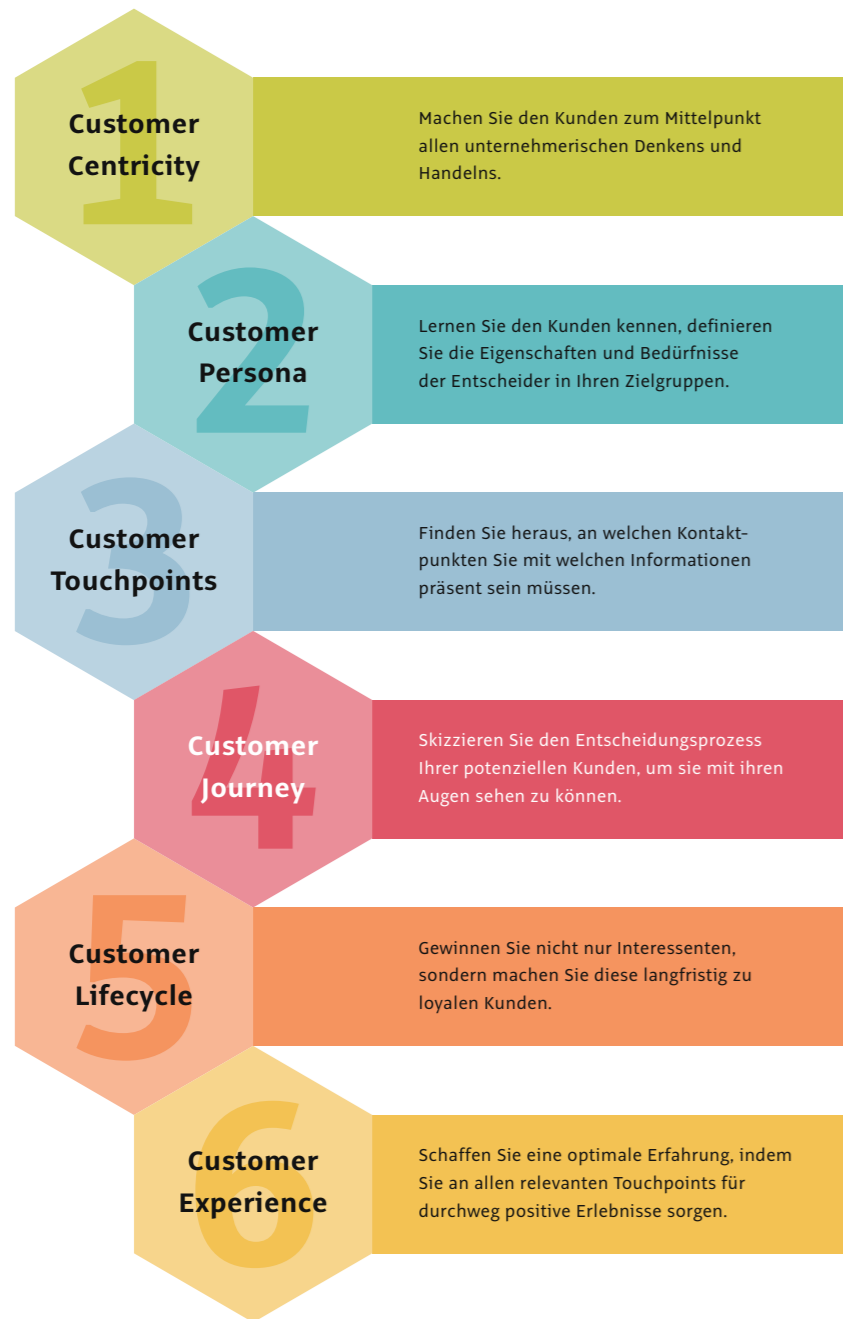 1
Customer
Centricity
Machen Sie den Kunden zum Mittelpunkt
allen unternehmerischen Denkens und
Handelns.
2
Customer
Persona
Lernen Sie den Kunden kennen, definieren
Sie die Eigenschaften und Bedürfnisse
der Entscheider in Ihren Zielgruppen.
3
Customer
Touchpoints
Finden Sie heraus, an welchen Kontakt-
punkten Sie mit welchen Informationen
präsent sein müssen.
4
Customer
Journey
Skizzieren Sie den Entscheidungsprozess
Ihrer potenziellen Kunden, um sie mit ihren
Augen sehen zu können.
5
Customer
Lifecycle
Gewinnen Sie nicht nur Interessenten,
sondern machen Sie diese langfristig zu
loyalen Kunden.
6
Customer
Experience
Schaffen Sie eine optimale Erfahrung, indem
Sie an allen relevanten Touchpoints für
durchweg positive Erlebnisse sorgen.